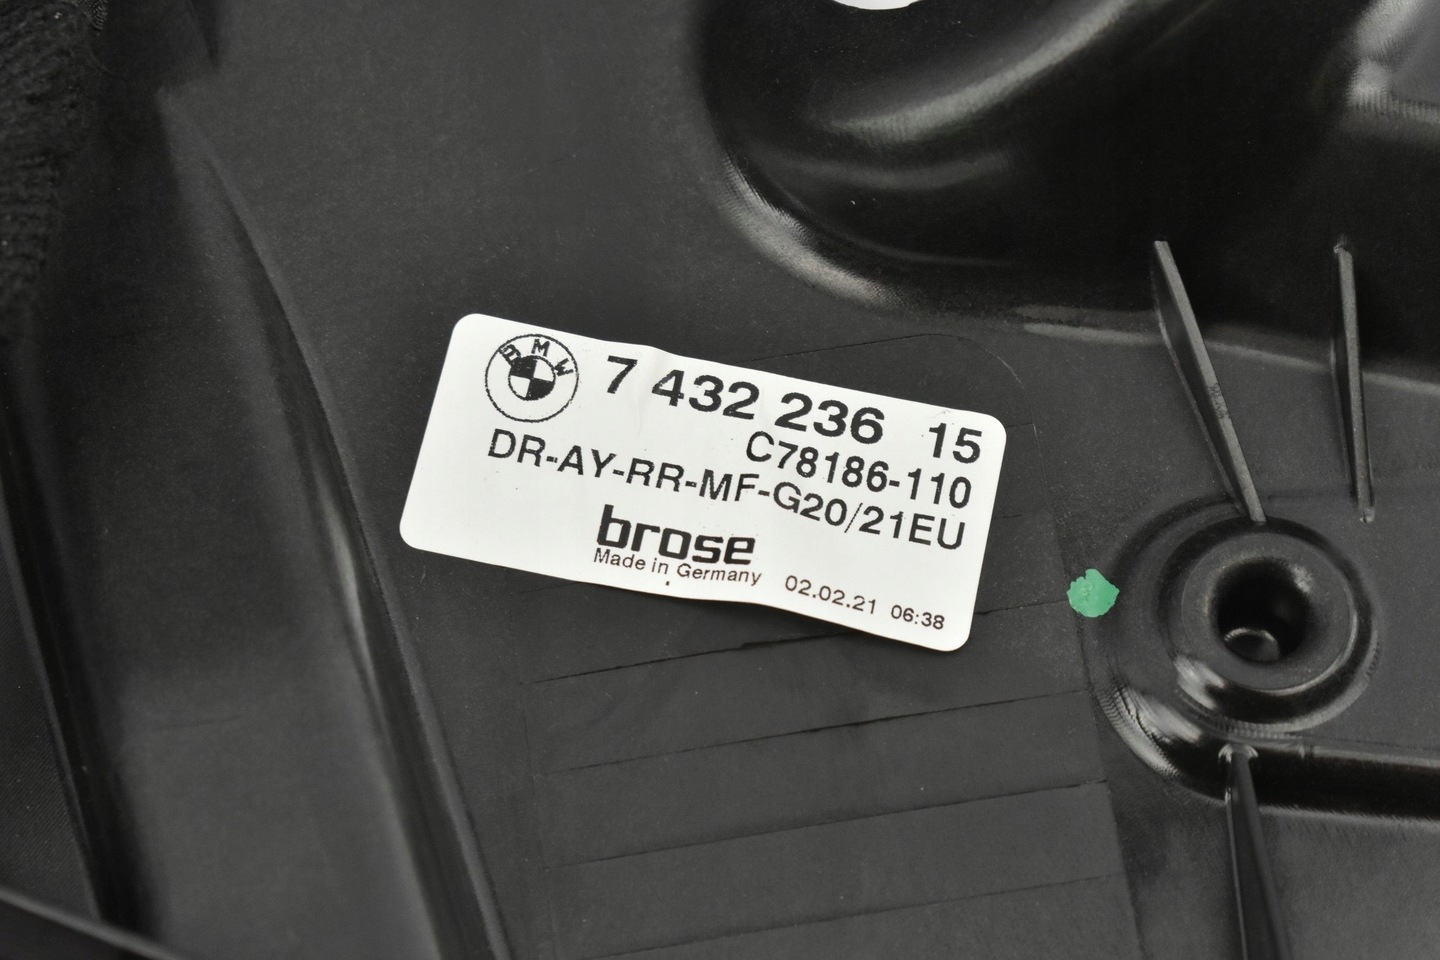 BMW 7 432 236 15
C78186-110
DR-AY-RR-MF-G20/21EU
brose
Made in Germany 02.02.21 06:38